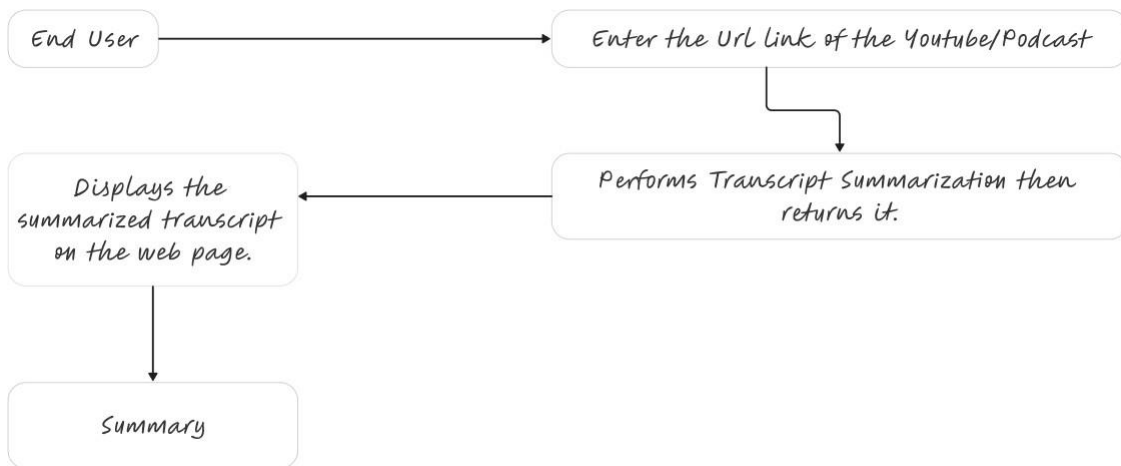 End User
Enter the Url link of the Youtube/Podcast
Performs Transcript Summarization then
returns it.
Displays the
summarized transcript
on the web page.
Summary